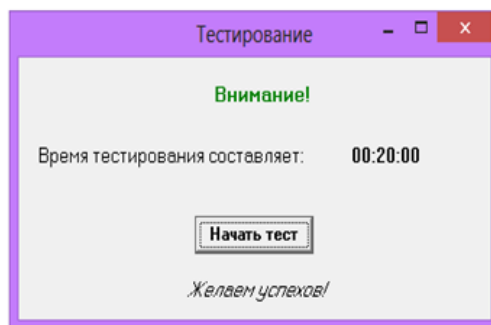 Тестирование
Внимание!
Время тестирования составляет: 00:20:00
Начать тест
Желаем успехов!